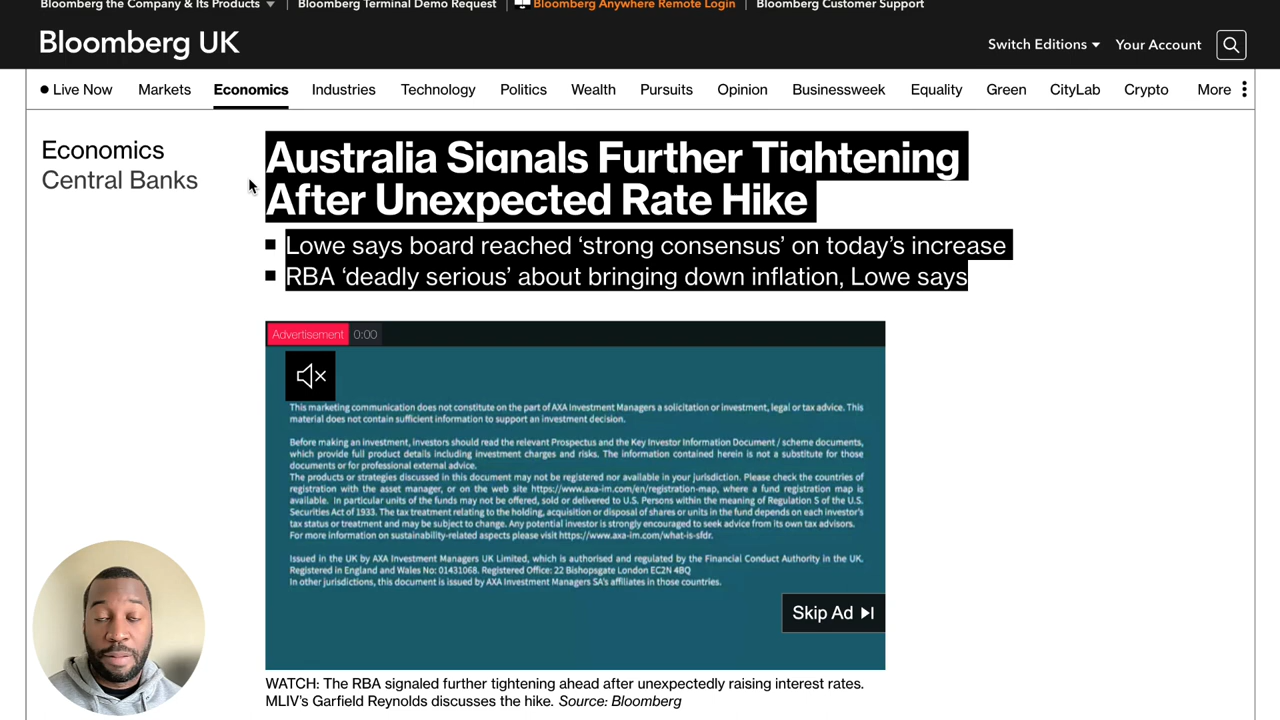 Bloomberg the Company & Its Products
Bloomberg Terminal Demo Request
Bloomberg Anywhere Remote Login
Bloomberg Customer Support
Bloomberg UK
Switch Editions
Your Account
Live Now
Markets
Economics
Industries
Technology
Politics
Wealth
Pursuits
Opinion
Businessweek
Equality
Green
CityLab
Crypto
More
Economics
Central Banks
Australia Signals Further Tightening
After Unexpected Rate Hike
Lowe says board reached ‘strong consensus’ on today’s increase
RBA ‘deadly serious’ about bringing down inflation, Lowe says
Advertisement 0:00
This marketing communication does not constitute on the part of AXA Investment Managers a solicitation or investment, legal or tax advice. This
material does not contain sufficient information to support an investment decision.
Before making an investment, investors should read the relevant Prospectus and the Key Investor Information Document / scheme documents,
which provide full product details including investment charges and risks. The information contained herein is not a substitute for those
documents or for professional external advice.
The products or strategies discussed in this document may not be registered nor available in your jurisdiction. Please check the countries of
registration with the asset manager, or on the web site https://www.axa-im.com/en/registration-map, where a fund registration map is
available. In particular units of the funds may not be offered, sold or delivered to U.S. Persons within the meaning of Regulation S of the U.S.
Securities Act of 1933. The tax treatment relating to the holding, acquisition or disposal of shares or units in the fund depends on each investor's
tax status or treatment and may be subject to change. Any potential investor is strongly encouraged to seek advice from its own tax advisors.
For more information on sustainability-related aspects please visit https://www.axa-im.com/what-is-sfdr.
Issued in the UK by AXA Investment Managers UK Limited, which is authorised and regulated by the Financial Conduct Authority in the UK.
Registered in England and Wales No: 01431068. Registered Office: 22 Bishopsgate London EC2N 4BQ
In other jurisdictions, this document is issued by AXA Investment Managers SA's affiliates in those countries.
Skip Ad
WATCH: The RBA signaled further tightening ahead after unexpectedly raising interest rates.
MLIV’s Garfield Reynolds discusses the hike. Source: Bloomberg